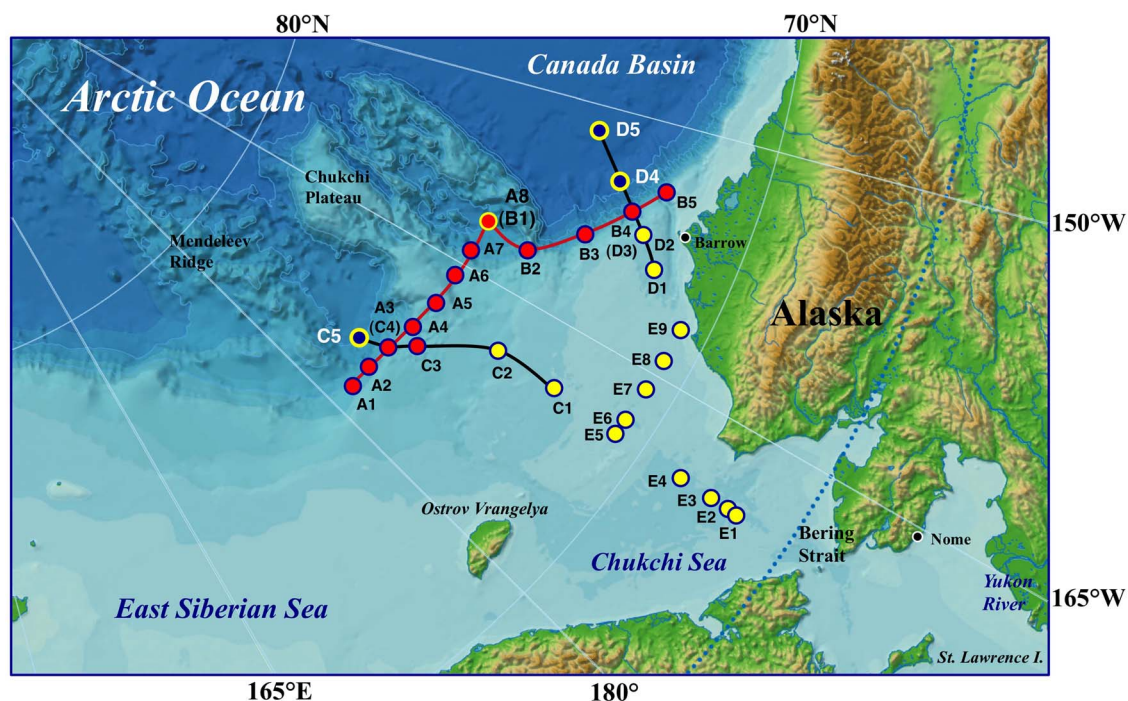 80°N
70°N
Canada Basin
Arctic Ocean
D5
Chukchi
Plateau
D4
A8
(B1)
B5
150°W
B4
(D3)
D2
Barrow
Mendeleev
Ridge
A7
B2
B3
A6
D1
A5
A3
(C4)
A4
C5
C3
C2
E9
Alaska
E8
A2
A1
C1
E7
E6
E5
E4
E3
E2
E1
Ostrov Vrangelya
Bering
Strait
Nome
Chukchi Sea
Yukon
River
East Siberian Sea
165°W
St. Lawrence I.
165°E
180°